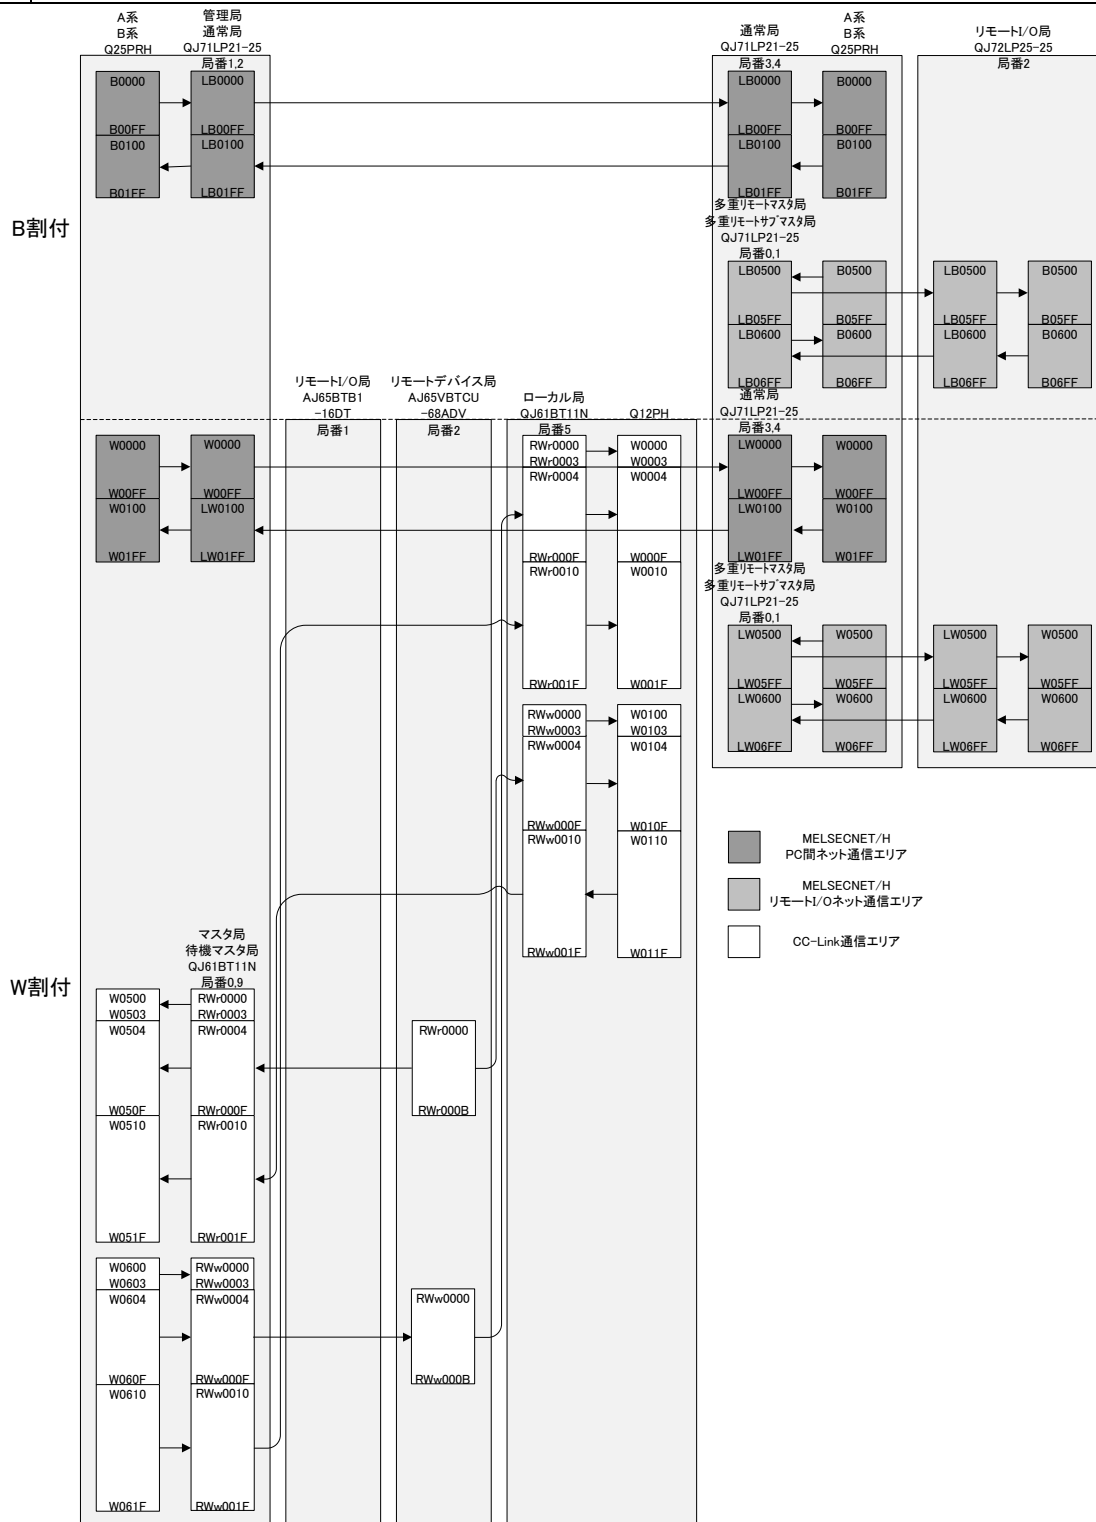 A系
B系
Q25PRH
管理局
通常局
QJ71LP21-25
局番1,2
B0000
B00FF
B0100
B01FF
LB0000
LB00FF
LB0100
LB01FF
通常局
QJ71LP21-25
局番3,4
A系
B系
Q25PRH
リモートI/O局
QJ72LP25-25
局番2
LB0000
LB00FF
LB0100
LB01FF
B0000
B00FF
B0100
B01FF
B割付
多重リモートマスタ局
多重リモートサブマスタ局
QJ71LP21-25
局番0,1
LB0500
LB05FF
LB0600
LB06FF
B0500
B05FF
B0600
B06FF
LB0500
LB05FF
LB0600
LB06FF
B0500
B05FF
B0600
B06FF
リモートI/O局
AJ65BTB1
-16DT
局番1
リモートデバイス局
AJ65VBTCU
-68ADV
局番2
ローカル局
QJ61BT11N
局番5
Q12PH
通常局
QJ71LP21-25
局番3,4
W0000
W00FF
W0100
W01FF
W0000
W00FF
LW0100
LW01FF
RWr0000
RWr0003
RWr0004
RWr000F
RWr0010
RWr001F
W0000
W0003
W0004
W000F
W0010
W001F
LW0000
LW00FF
LW0100
LW01FF
W0000
W00FF
W0100
W01FF
多重リモートマスタ局
多重リモートサブマスタ局
QJ71LP21-25
局番0,1
LW0500
LW05FF
LW0600
LW06FF
W0500
W05FF
W0600
W06FF
LW0500
LW05FF
LW0600
LW06FF
W0500
W05FF
W0600
W06FF
RWw0000
RWw0003
RWw0004
RWw000F
RWw0010
RWw001F
W0100
W0103
W0104
W010F
W0110
W011F
MELSECNET/H
PC間ネット通信エリア
MELSECNET/H
リモートI/Oネット通信エリア
CC-Link通信エリア
W割付
マスタ局
待機マスタ局
QJ61BT11N
局番0,9
W0500
W0503
W0504
W050F
W0510
W051F
RWr0000
RWr0003
RWr0004
RWr000F
RWr0010
RWr001F
RWr0000
RWr000B
W0600
W0603
W0604
W060F
W0610
W061F
RWw0000
RWw0003
RWw0004
RWw000F
RWw0010
RWw001F
RWw0000
RWw000B